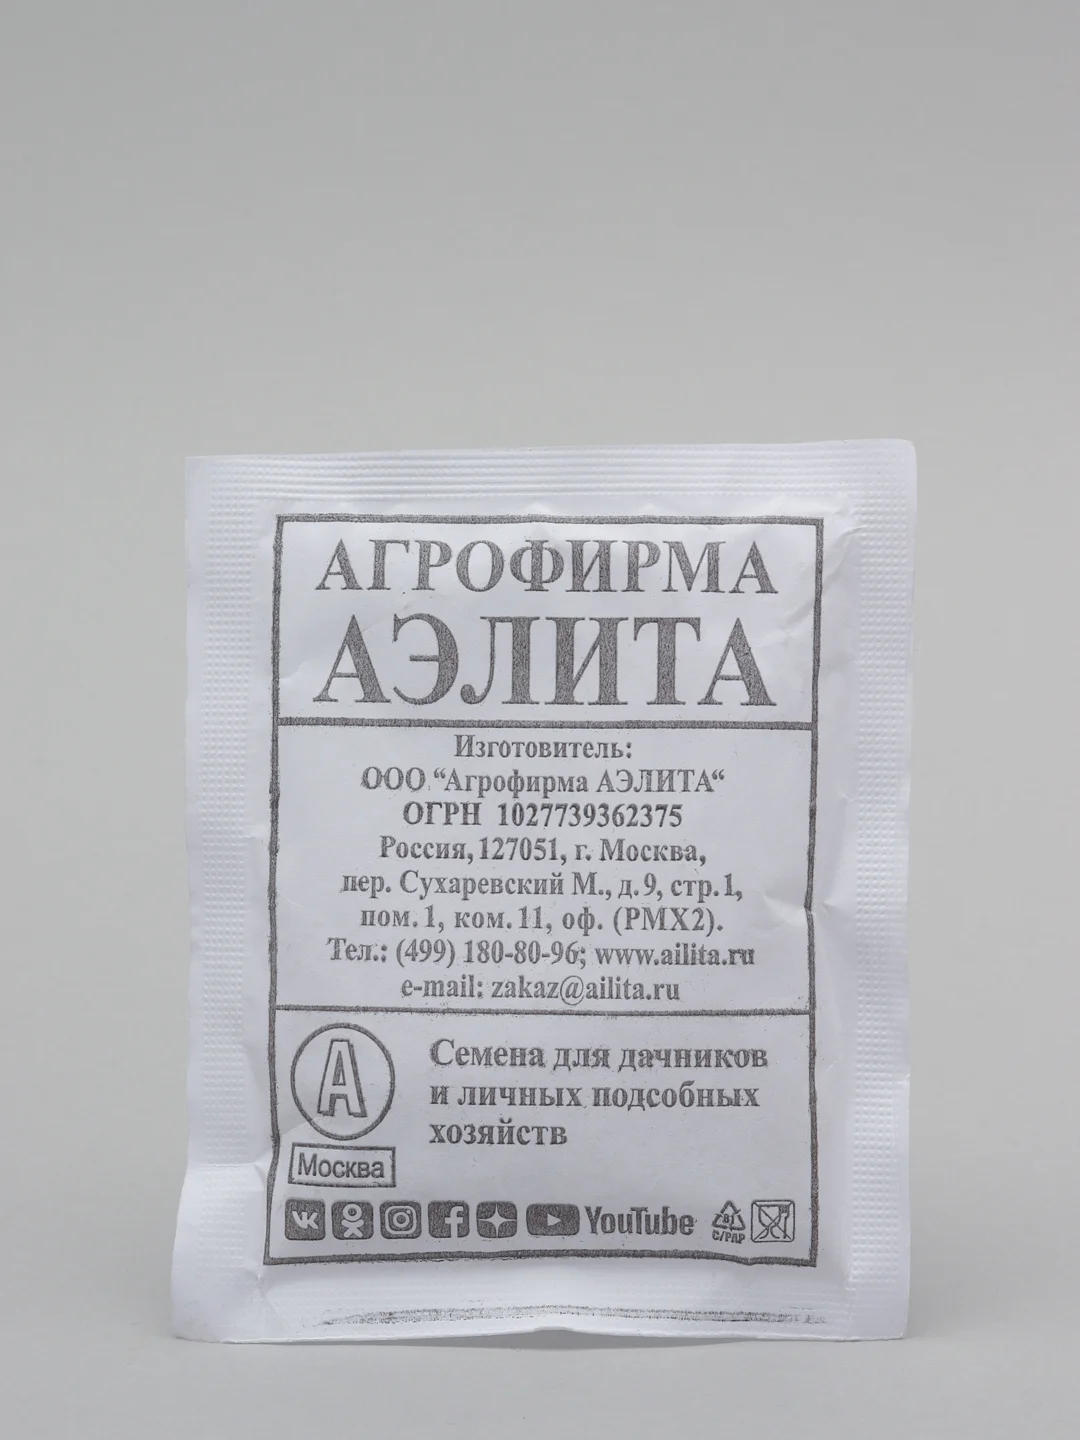 АГРОФИРМА
АЭЛИТА
Изготовитель:
ООО “Агрофирма АЭЛИТА“
ОГРН 1027739362375
Россия, 127051, г. Москва,
пер. Сухаревский М., д. 9, стр. 1,
пом. 1, ком. 11, оф. (РМХ2).
Тел.: (499) 180-80-96; www.ailita.ru
e-mail: zakaz@ailita.ru
А
Москва
Семена для дачников
и личных подсобных
хозяйств
YouTube
81
C/PAP